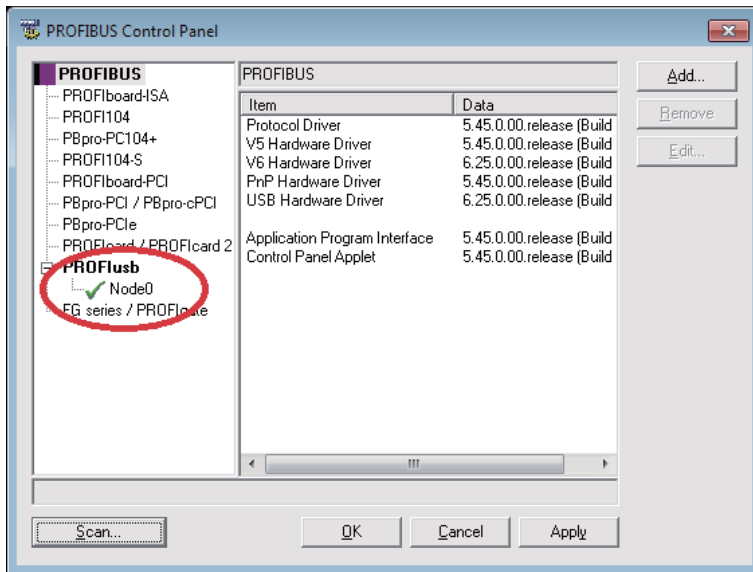 PROFIBUS Control Panel
PROFIBUS
PROFIboard-ISA
PROFI104
PBpro-PC104+
PROFI104-S
PROFIboard-PCI
PBpro-PCI / PBpro-cPCI
PBpro-PCIe
PROFIcard / PROFIcard 2
PROFIusb
Node0
FG series / PROFIgate
PROFIBUS
Item Data
Protocol Driver 5.45.0.00.release (Build
V5 Hardware Driver 5.45.0.00.release (Build
V6 Hardware Driver 6.25.0.00.release (Build
PnP Hardware Driver 5.45.0.00.release (Build
USB Hardware Driver 6.25.0.00.release (Build
Application Program Interface 5.45.0.00.release (Build
Control Panel Applet 5.45.0.00.release (Build
Add...
Remove
Edit...
Scan...
OK
Cancel
Apply